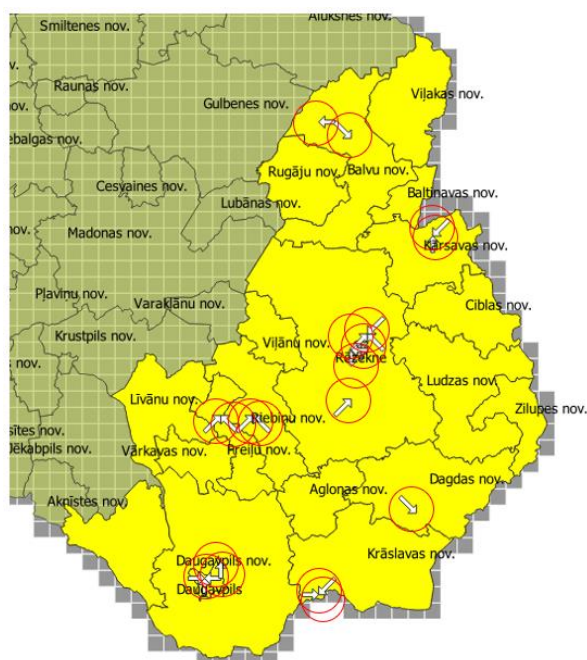 Alūksnes nov.
Smiltenes nov.
Raunas nov.
Viļakas nov.
Gulbenes nov.
ebalgas nov.
Rugāju nov.
Balvu nov.
Cesvaines nov.
Lubānas nov.
Baltinavas nov.
Madonas nov.
Kārsavas nov.
Pļaviņu nov.
Varakļānu nov.
Ciblas nov.
Krustpils nov.
Viļānu nov.
Rēzekne
Līvānu nov.
Ludzas nov.
Riebiņu nov.
Zilupes nov.
sītes nov.
Jēkabpils nov.
Vārkavas nov.
Preiļu nov.
Dagdas nov.
Aglonas nov.
Aknīstes nov.
Krāslavas nov.
Daugavpils nov.
Daugavpils